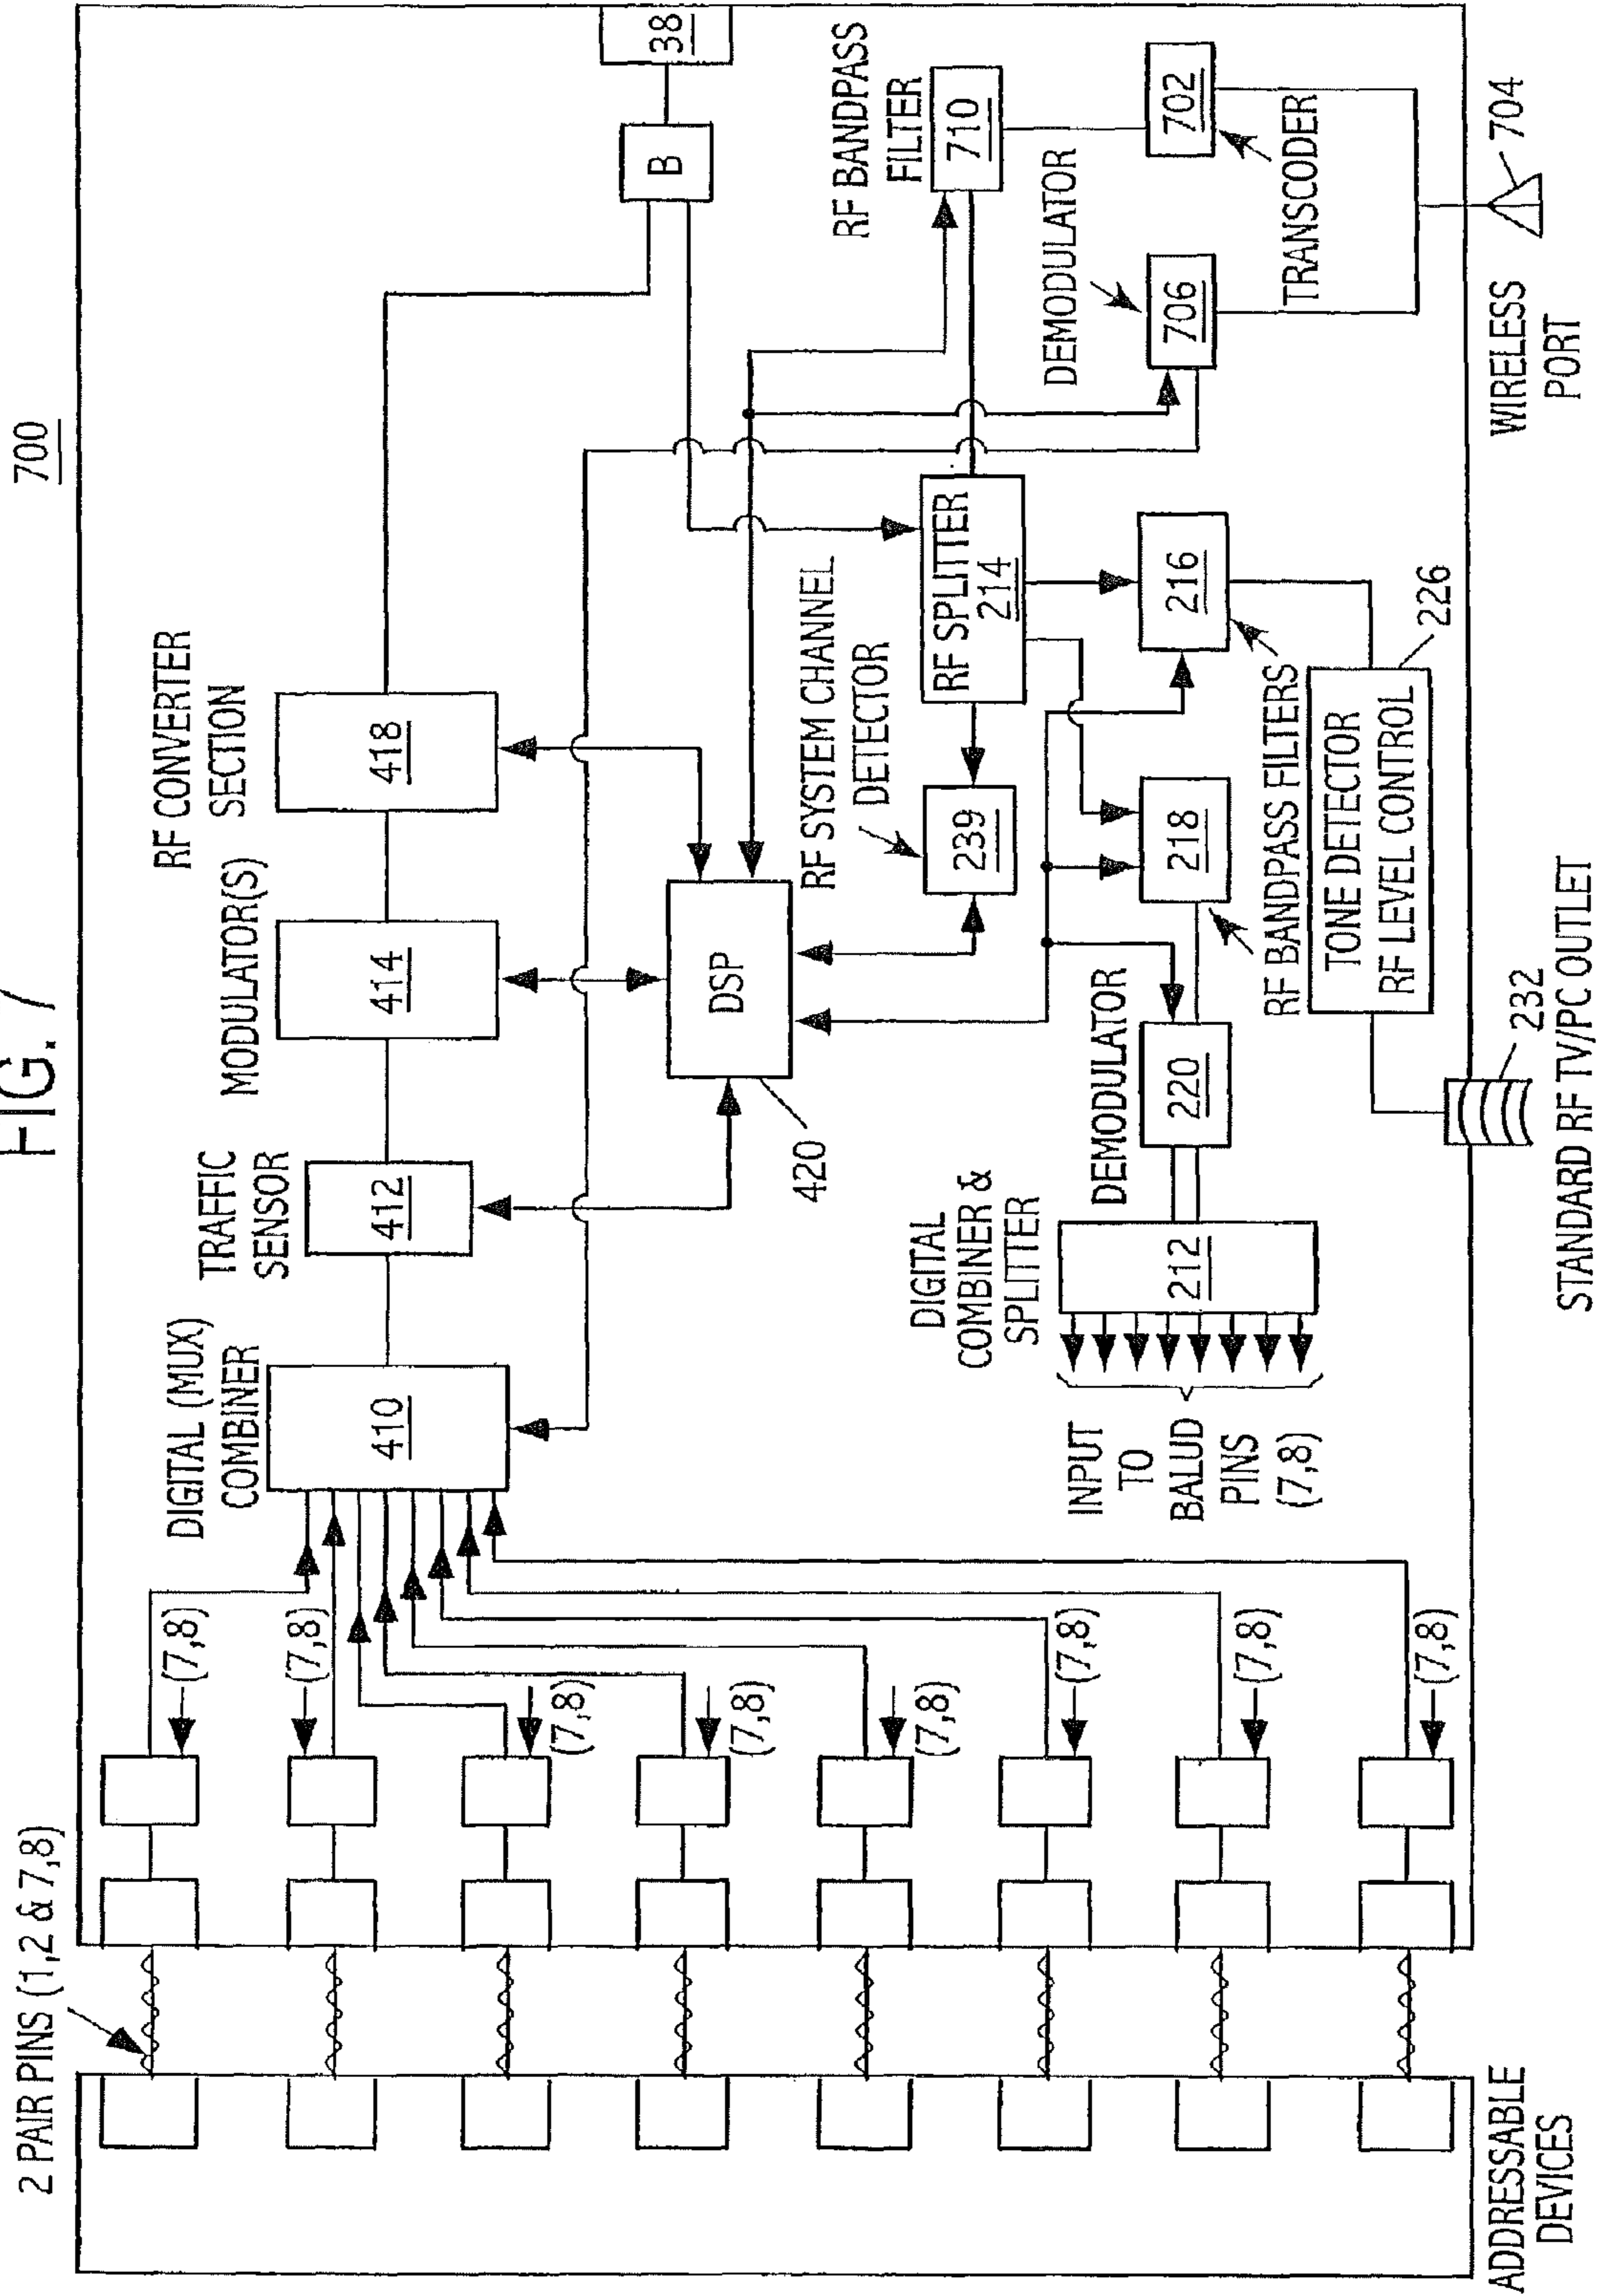 FIG. 7
700
2 PAIR PINS (1,2 & 7,8)
(7,8)
(7,8)
(7,8)
(7,8)
(7,8)
(7,8)
(7,8)
(7,8)
ADDRESSABLE
DEVICES
DIGITAL (MUX)
COMBINER
410
TRAFFIC
SENSOR
412
MODULATOR(S)
414
RF CONVERTER
SECTION
418
B
38
DSP
420
RF SYSTEM CHANNEL
DETECTOR
239
RF SPLITTER
214
RF BANDPASS
FILTER
710
DEMODULATOR
706
702
TRANSCODER
704
WIRELESS
PORT
DIGITAL
COMBINER &
SPLITTER
212
INPUT
TO
BALUD
PINS
(7,8)
DEMODULATOR
220
218
216
RF BANDPASS FILTERS
TONE DETECTOR
RF LEVEL CONTROL
226
232
STANDARD RF TV/PC OUTLET